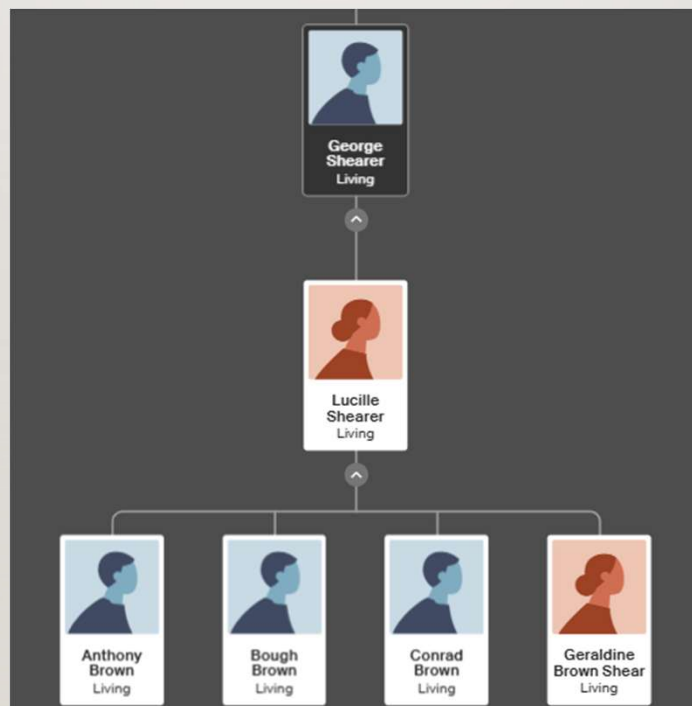 George
Shearer
Living
Lucille
Shearer
Living
Anthony
Brown
Living
Bough
Brown
Living
Conrad
Brown
Living
Geraldine
Brown Shear
Living